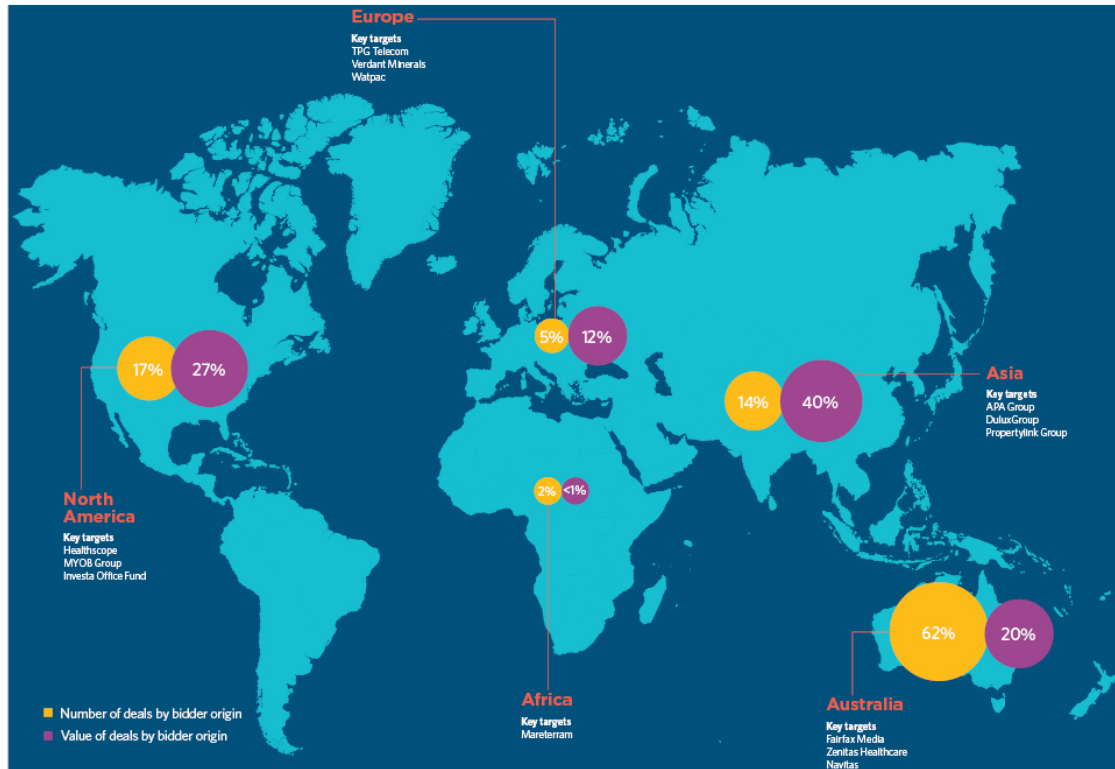 Europe
Key targets
TPG Telecom
Verdant Minerals
Watpac
5%
12%
17%
27%
14%
40%
Asia
Key targets
APA Group
DuluxGroup
Propertylink Group
2%
<1%
North
America
Key targets
Healthscope
MYOB Group
Investa Office Fund
62%
20%
Africa
Key targets
Mareterram
Australia
Key targets
Fairfax Media
Zenitas Healthcare
Navitas
Number of deals by bidder origin
Value of deals by bidder origin